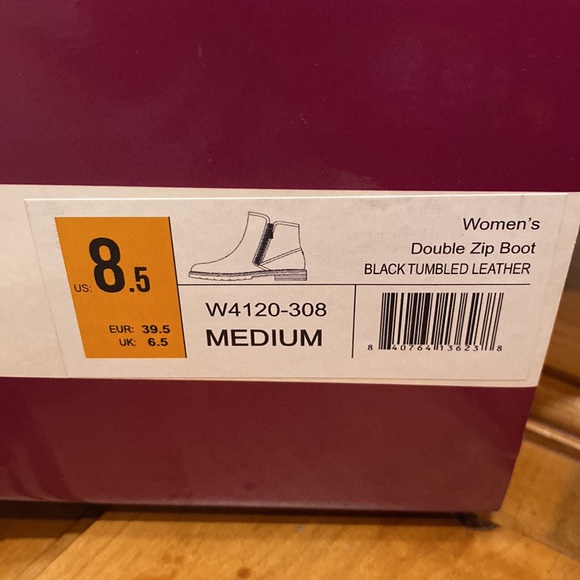 US: 8.5
EUR: 39.5
UK: 6.5
W4120-308
MEDIUM
Women's
Double Zip Boot
BLACK TUMBLED LEATHER
8 40764 13623 8